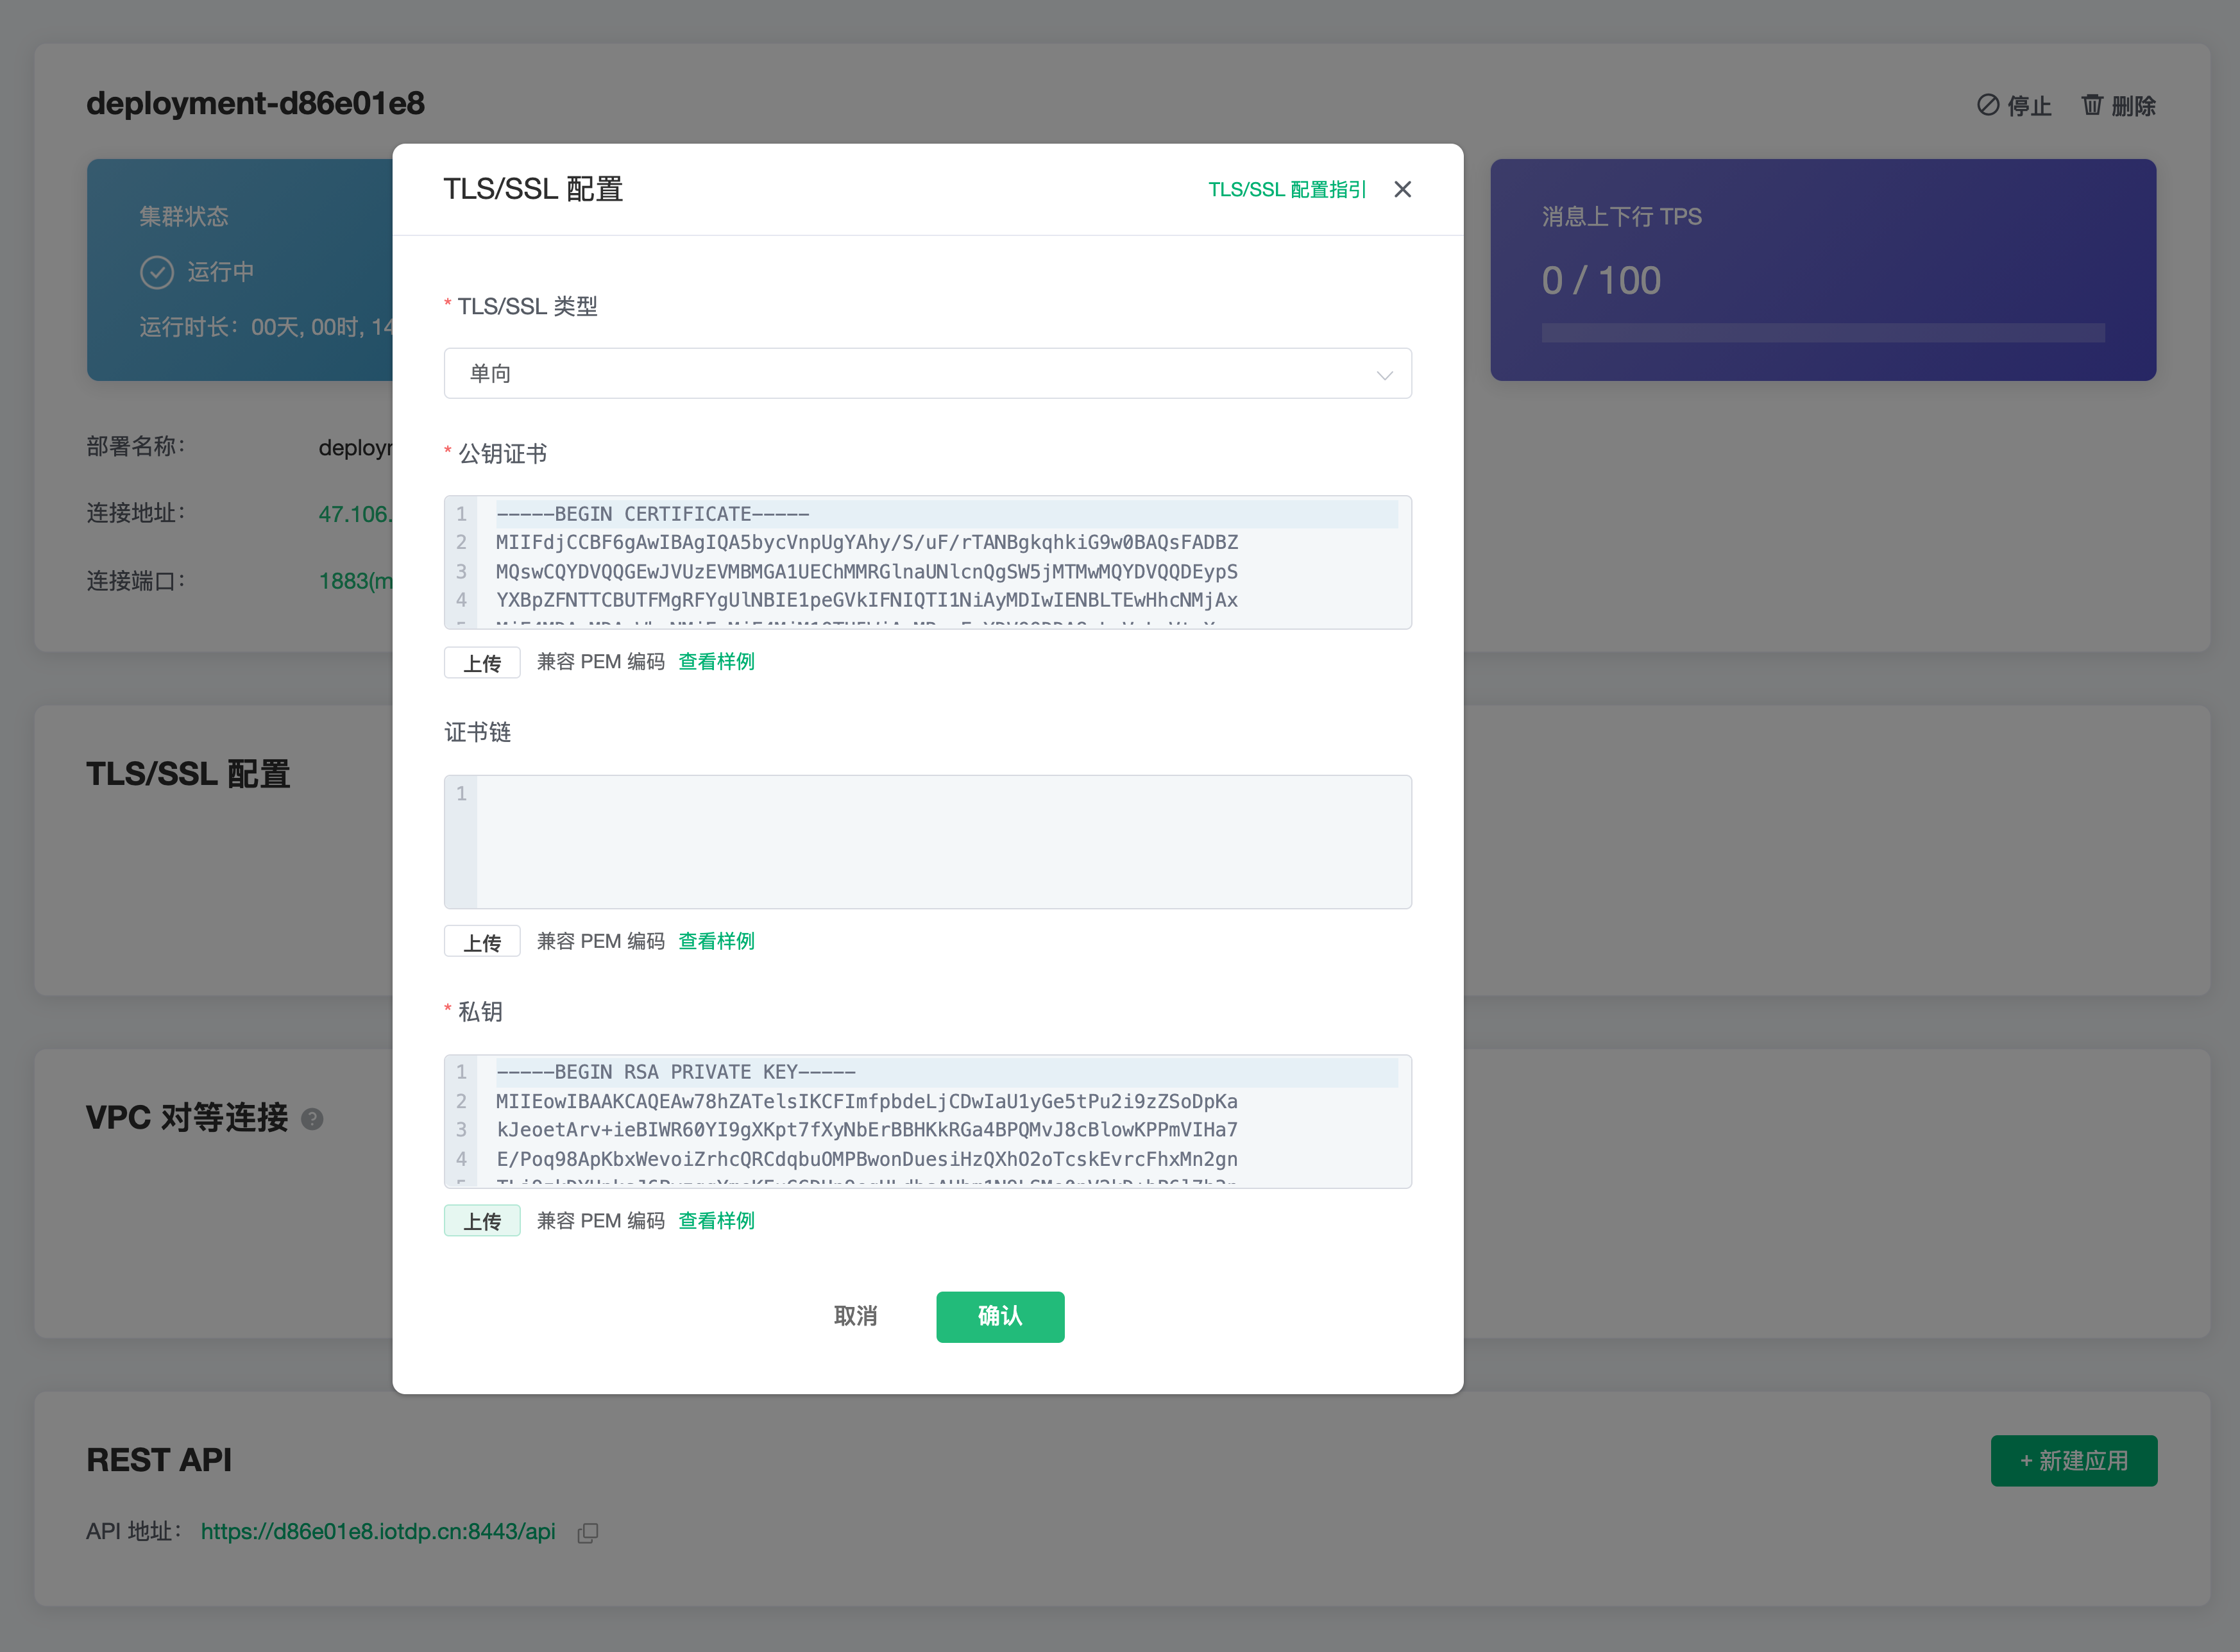 deployment-d86e01e8
停止
删除
集群状态
运行中
运行时长：00天, 00时, 14
消息上下行 TPS
0 / 100
部署名称：
连接地址：
47.106.
连接端口：
1883(m
TLS/SSL 配置
TLS/SSL 配置指引
* TLS/SSL 类型
单向
* 公钥证书
1 -----BEGIN CERTIFICATE-----
2 MIIFdjCCBF6gAwIBAgIQA5bycVnpUgYAhy/S/uF/rTANBgkqhkiG9w0BAQsFADBZ
3 MQswCQYDVQQGEwJVUzEVMBMGA1UEChMMRGlnaUNlcnQgSW5jMTMwMQYDVQQDEypS
4 YXBpZFNTTCBUTFMgRFYgUlNBIE1peGVkIFNIQTI1NiAyMDIwIENBLTEwHhcNMjAx
上传 兼容 PEM 编码 查看样例
证书链
1
上传 兼容 PEM 编码 查看样例
* 私钥
1 -----BEGIN RSA PRIVATE KEY-----
2 MIIEowIBAAKCAQEAw78hZATelsIKCFImfpbdeLjCDwIaU1yGe5tPu2i9zZSoDpKa
3 kJeoetArv+ieBIWR60YI9gXKpt7fXyNbErBBHKkRGa4BPQMvJ8cBlowKPPmVIHa7
4 E/Poq98ApKbxWevoiZrhcQRCdqbuOMPBwonDuesiHzQXhO2oTcskEvrcFhxMn2gn
上传 兼容 PEM 编码 查看样例
取消
确认
TLS/SSL 配置
VPC 对等连接 ?
REST API
+ 新建应用
API 地址： https://d86e01e8.iotdp.cn:8443/api